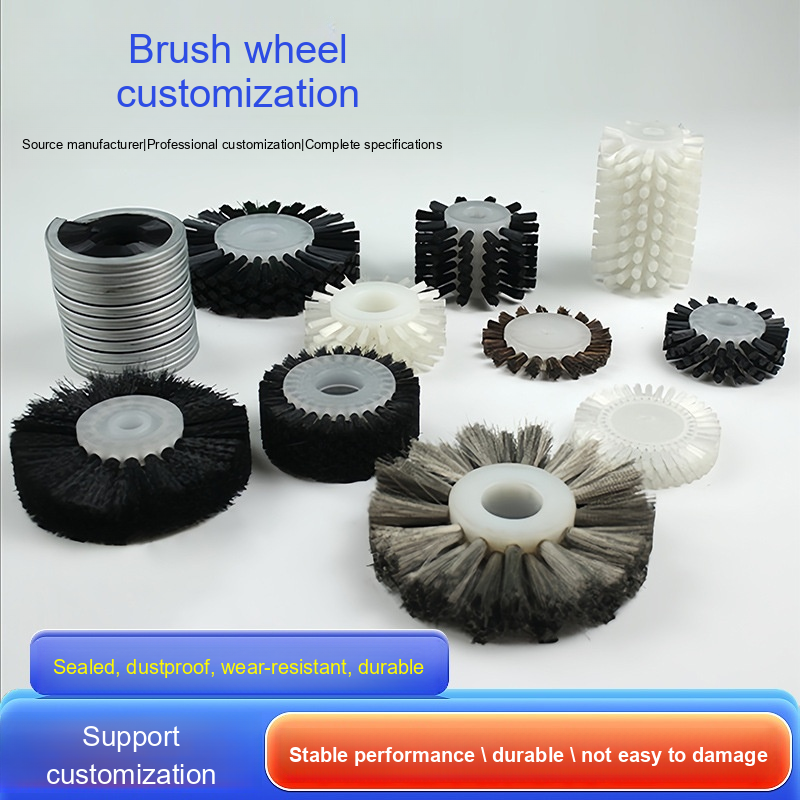 Brush wheel
customization
Source manufacturer|Professional customization|Complete specifications
Sealed, dustproof, wear-resistant, durable
Support
customization
Stable performance \ durable \ not easy to damage